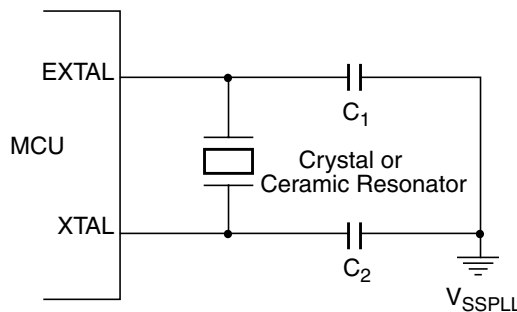 EXTAL
C1
MCU
Crystal or
Ceramic Resonator
XTAL
C2
VSSPLL